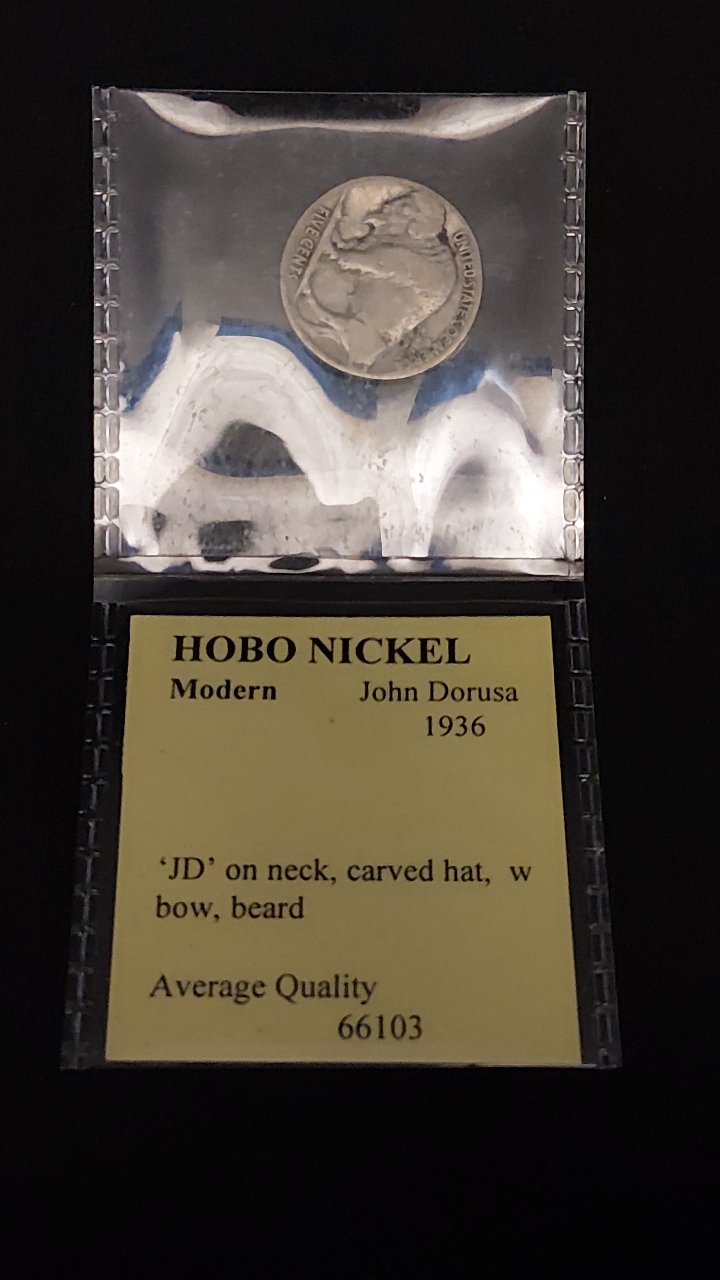 FIVE CENTS
UNITED STATES OF AMERICA
HOBO NICKEL
Modern John Dorusa
1936
‘JD’ on neck, carved hat, w
bow, beard
Average Quality
66103